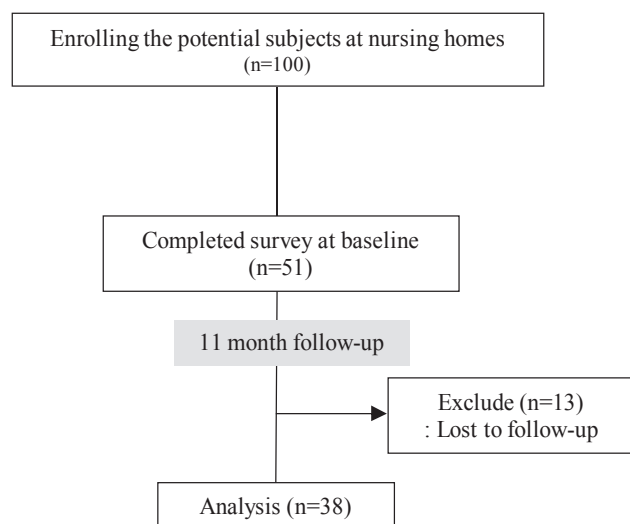 Enrolling the potential subjects at nursing homes
(n=100)
Completed survey at baseline
(n=51)
11 month follow-up
Exclude (n=13)
: Lost to follow-up
Analysis (n=38)